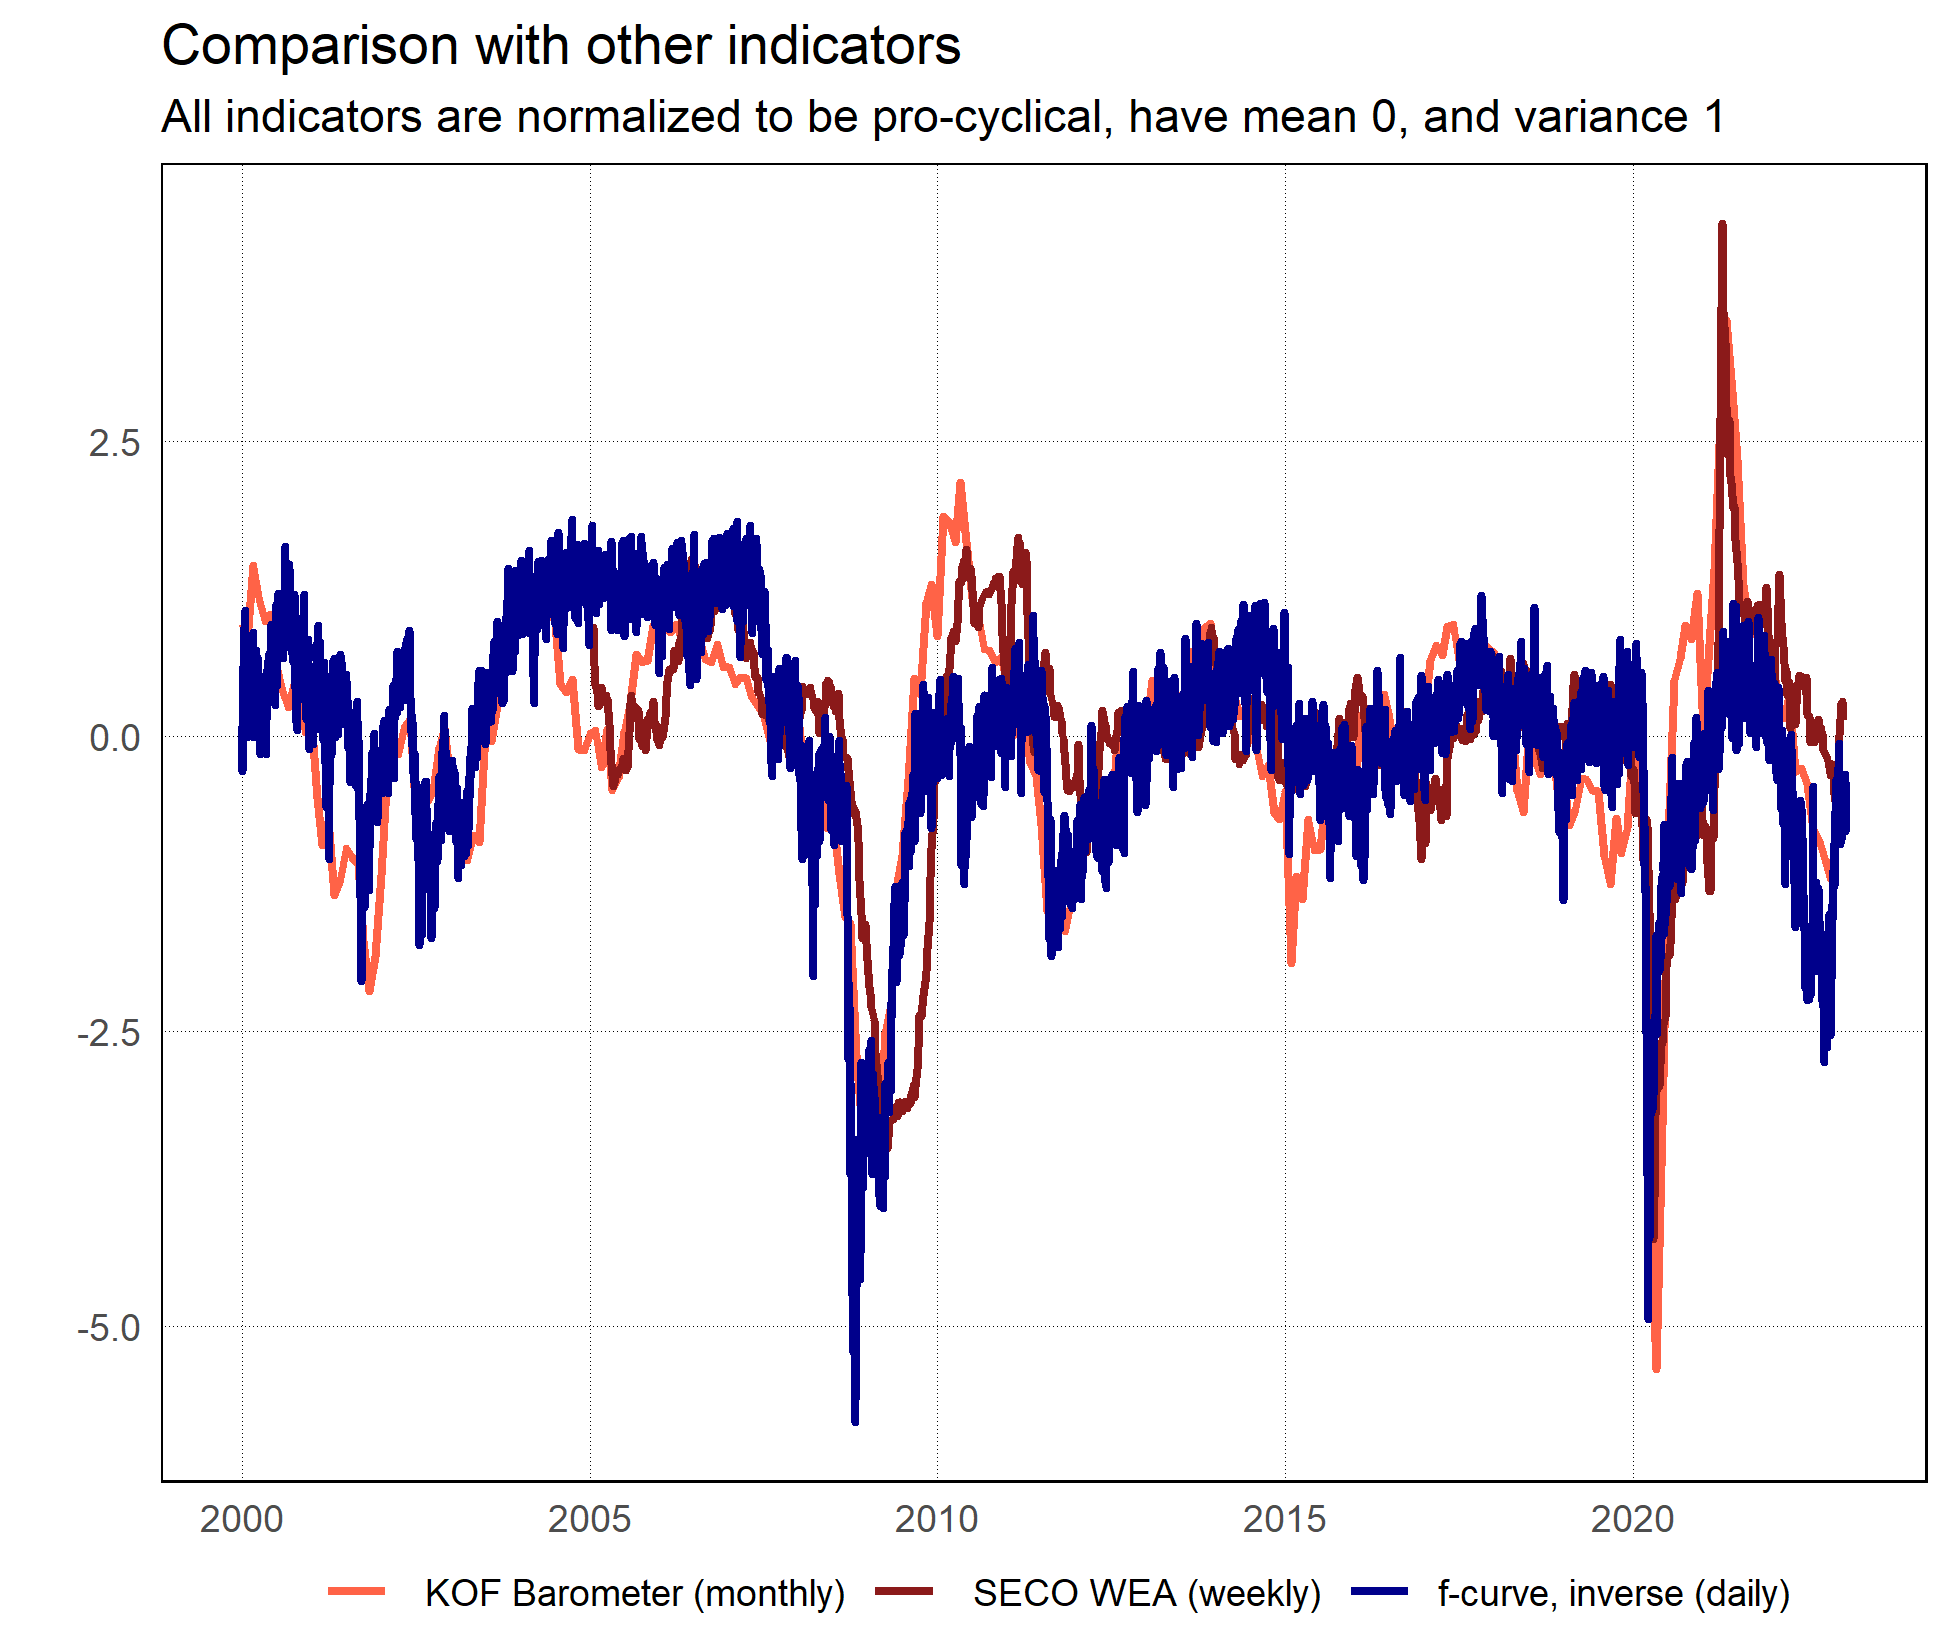 Comparison with other indicators
All indicators are normalized to be pro-cyclical, have mean 0, and variance 1
2.5
0.0
-2.5
-5.0
2000 2005 2010 2015 2020
KOF Barometer (monthly) SECO WEA (weekly) f-curve, inverse (daily)